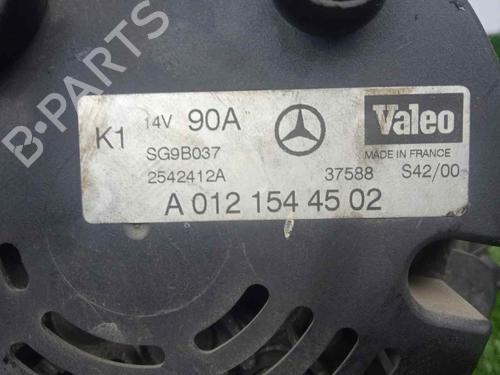 B-PARTS
K1 14V 90A Valeo
SG9B037 MADE IN FRANCE
2542412A 37588 S42/00
A 012 154 45 02